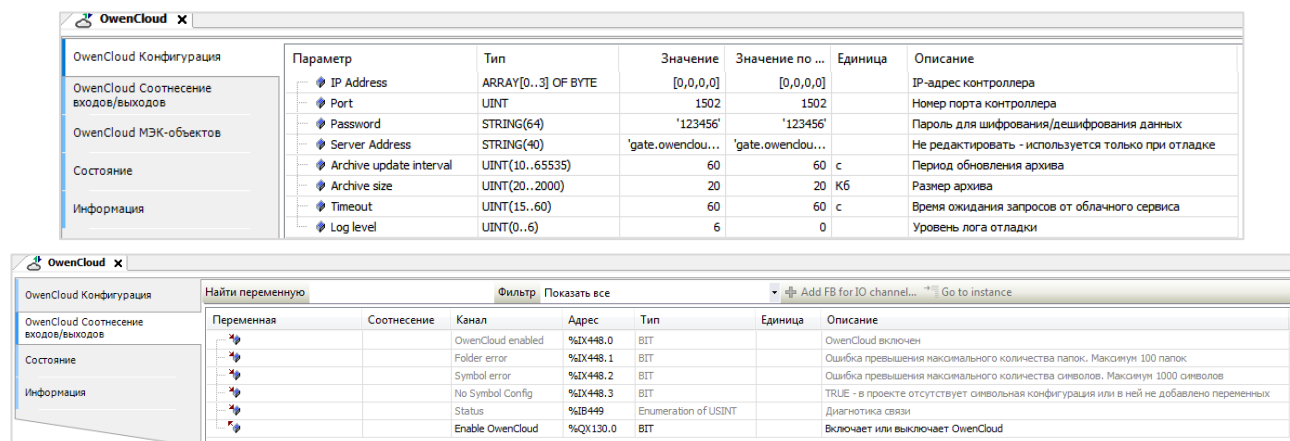 OwenCloud x
OwenCloud Конфигурация
OwenCloud Соотнесение
входов/выходов
OwenCloud МЭК-объектов
Состояние
Информация
Параметр Тип Значение Значение по ... Единица Описание
IP Address ARRAY[0..3] OF BYTE [0,0,0,0] [0,0,0,0] IP-адрес контроллера
Port UINT 1502 1502 Номер порта контроллера
Password STRING(64) '123456' '123456' Пароль для шифрования/дешифрования данных
Server Address STRING(40) 'gate.owenclou... 'gate.owenclou... Не редактировать - используется только при отладке
Archive update interval UINT(10..65535) 60 60 с Период обновления архива
Archive size UINT(20..2000) 20 20 Кб Размер архива
Timeout UINT(15..60) 60 60 с Время ожидания запросов от облачного сервиса
Log level UINT(0..6) 6 0 Уровень лога отладки
OwenCloud x
OwenCloud Конфигурация
OwenCloud Соотнесение
входов/выходов
Состояние
Информация
Найти переменную Фильтр Показать все Add FB for IO channel... Go to instance
Переменная Соотнесение Канал Адрес Тип Единица Описание
OwenCloud enabled %IX448.0 BIT OwenCloud включен
Folder error %IX448.1 BIT Ошибка превышения максимального количества папок. Максимум 100 папок
Symbol error %IX448.2 BIT Ошибка превышения максимального количества символов. Максимум 1000 символов
No Symbol Config %IX448.3 BIT TRUE - в проекте отсутствует символьная конфигурация или в ней не добавлено переменных
Status %IB449 Enumeration of USINT Диагнотика связи
Enable OwenCloud %QX130.0 BIT Включает или выключает OwenCloud